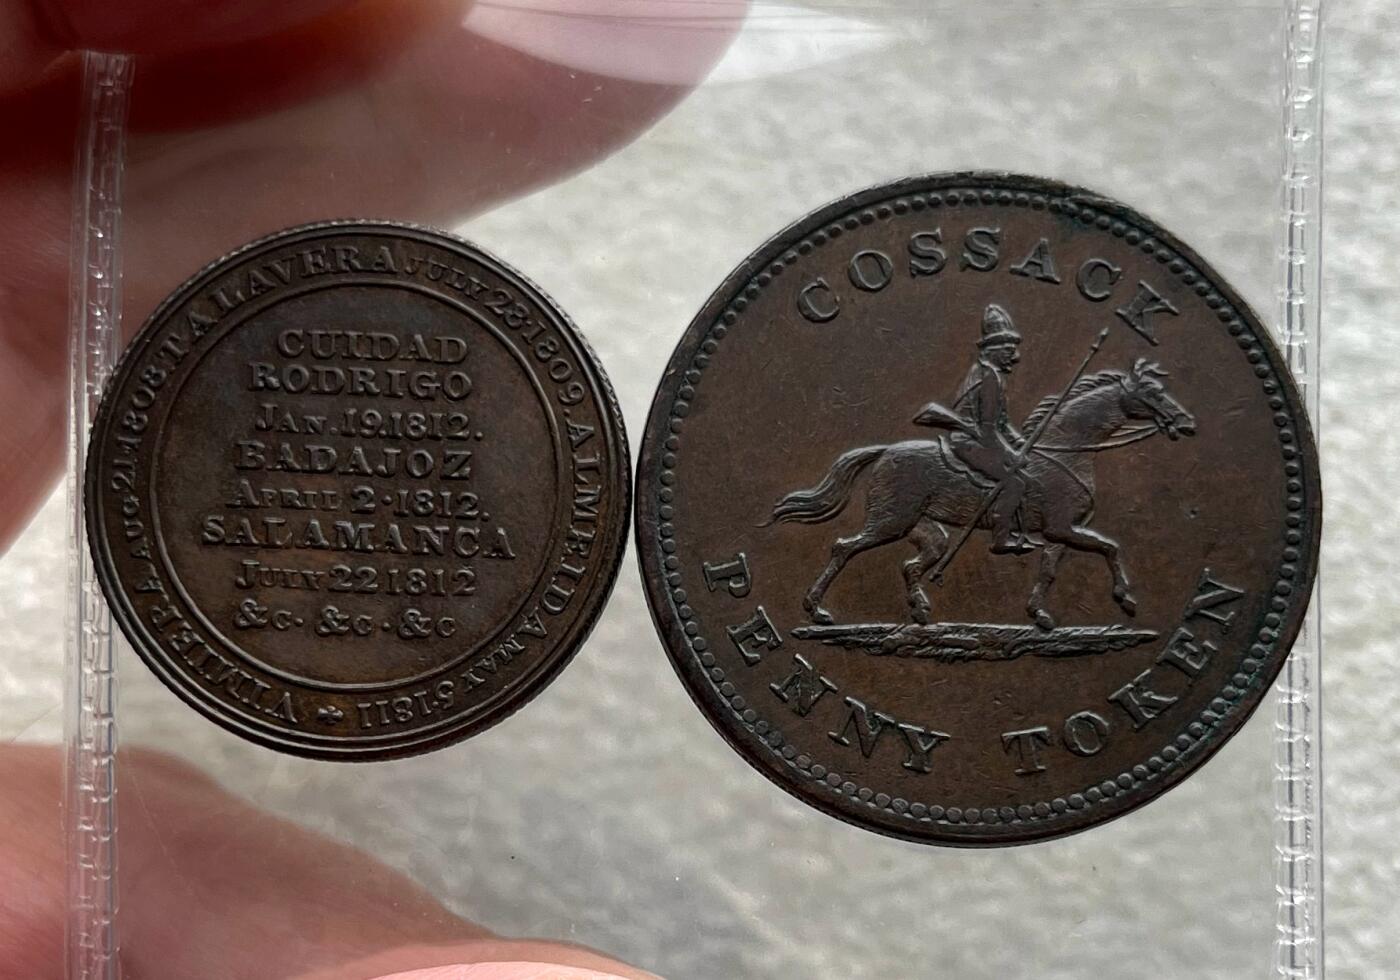 VIMIERA AUG. 21. 1808 TALAVERA JULY 28. 1809. ALMEIDA MAY 5. 1811
CUIDAD
RODRIGO
JAN. 19. 1812.
BADAJOZ
APRIL 2. 1812.
SALAMANCA
JULY 22 1812
&C. &C. &C
COSSACK
PENNY TOKEN